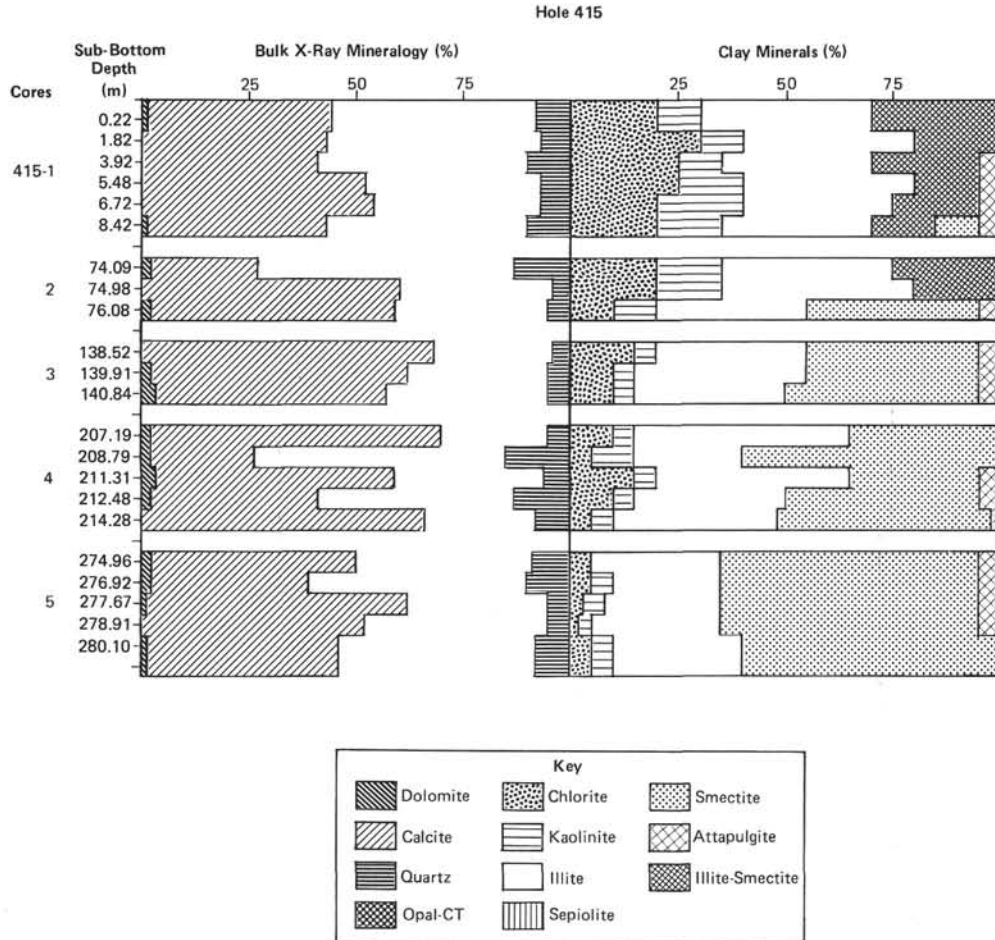 Hole 415
Sub-Bottom Depth (m)
Bulk X-Ray Mineralogy (%)
Clay Minerals (%)
Cores
25 50 75
25 50 75
415-1
0.22
1.82
3.92
5.48
6.72
8.42
2
74.09
74.98
76.08
3
138.52
139.91
140.84
4
207.19
208.79
211.31
212.48
214.28
5
274.96
276.92
277.67
278.91
280.10
Key
Dolomite Chlorite Smectite
Calcite Kaolinite Attapulgite
Quartz Illite Illite-Smectite
Opal-CT Sepiolite